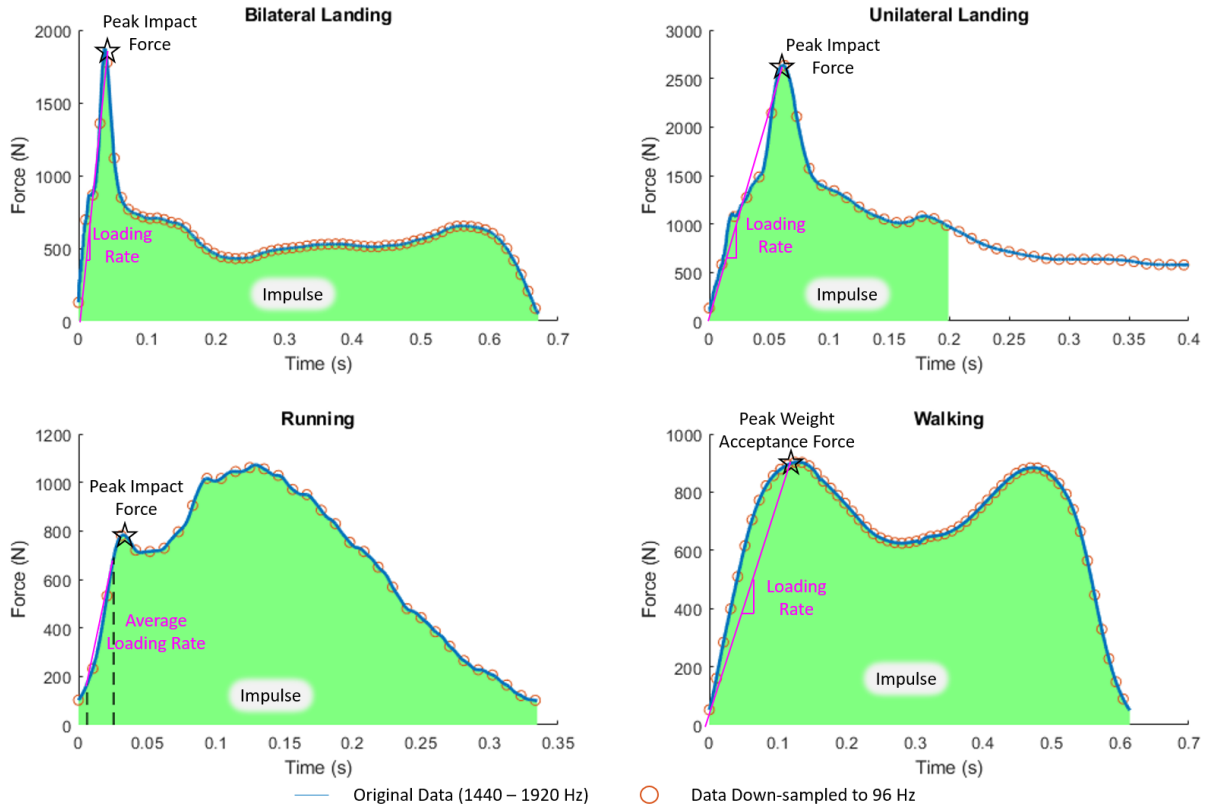 Bilateral Landing
Peak Impact
Force
2000
1500
1000
500
0
Force (N)
Loading
Rate
Impulse
0 0.1 0.2 0.3 0.4 0.5 0.6 0.7
Time (s)
Unilateral Landing
Peak Impact
Force
3000
2500
2000
1500
1000
500
0
Force (N)
Loading
Rate
Impulse
0 0.05 0.1 0.15 0.2 0.25 0.3 0.35 0.4
Time (s)
Running
Peak Impact
Force
1200
1000
800
600
400
200
0
Force (N)
Average
Loading Rate
Impulse
0 0.05 0.1 0.15 0.2 0.25 0.3 0.35
Time (s)
Walking
Peak Weight
Acceptance Force
1000
800
600
400
200
0
Force (N)
Loading
Rate
Impulse
0 0.1 0.2 0.3 0.4 0.5 0.6 0.7
Time (s)
Original Data (1440 – 1920 Hz)
Data Down-sampled to 96 Hz